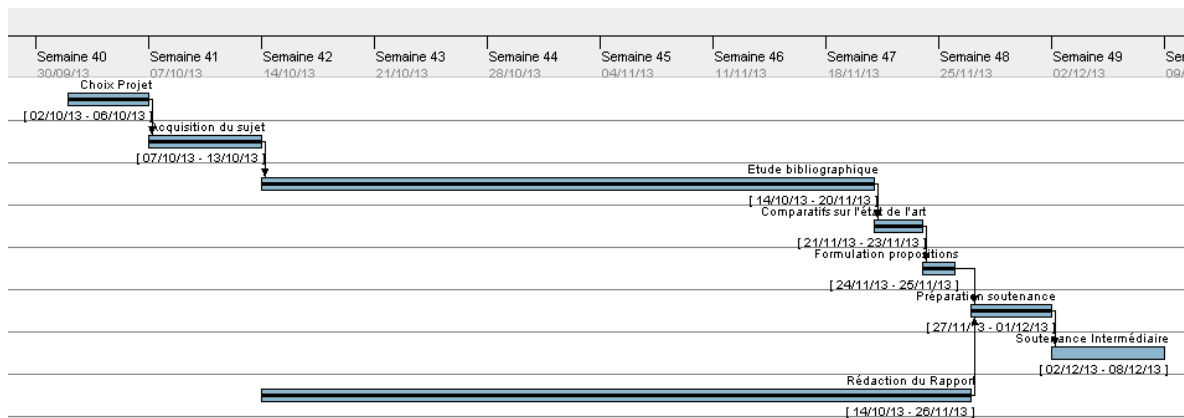 Semaine 40 Semaine 41 Semaine 42 Semaine 43 Semaine 44 Semaine 45 Semaine 46 Semaine 47 Semaine 48 Semaine 49 Sem
30/09/13 07/10/13 14/10/13 21/10/13 28/10/13 04/11/13 11/11/13 18/11/13 25/11/13 02/12/13 09/
Choix Projet
[ 02/10/13 - 06/10/13 ]
Acquisition du sujet
[ 07/10/13 - 13/10/13 ]
Etude bibliographique
[ 14/10/13 - 20/11/13 ]
Comparatifs sur l'état de l'art
[ 21/11/13 - 23/11/13 ]
Formulation propositions
[ 24/11/13 - 25/11/13 ]
Préparation soutenance
[ 27/11/13 - 01/12/13 ]
Soutenance Intermédiaire
[ 02/12/13 - 08/12/13 ]
Rédaction du Rapport
[ 14/10/13 - 26/11/13 ]